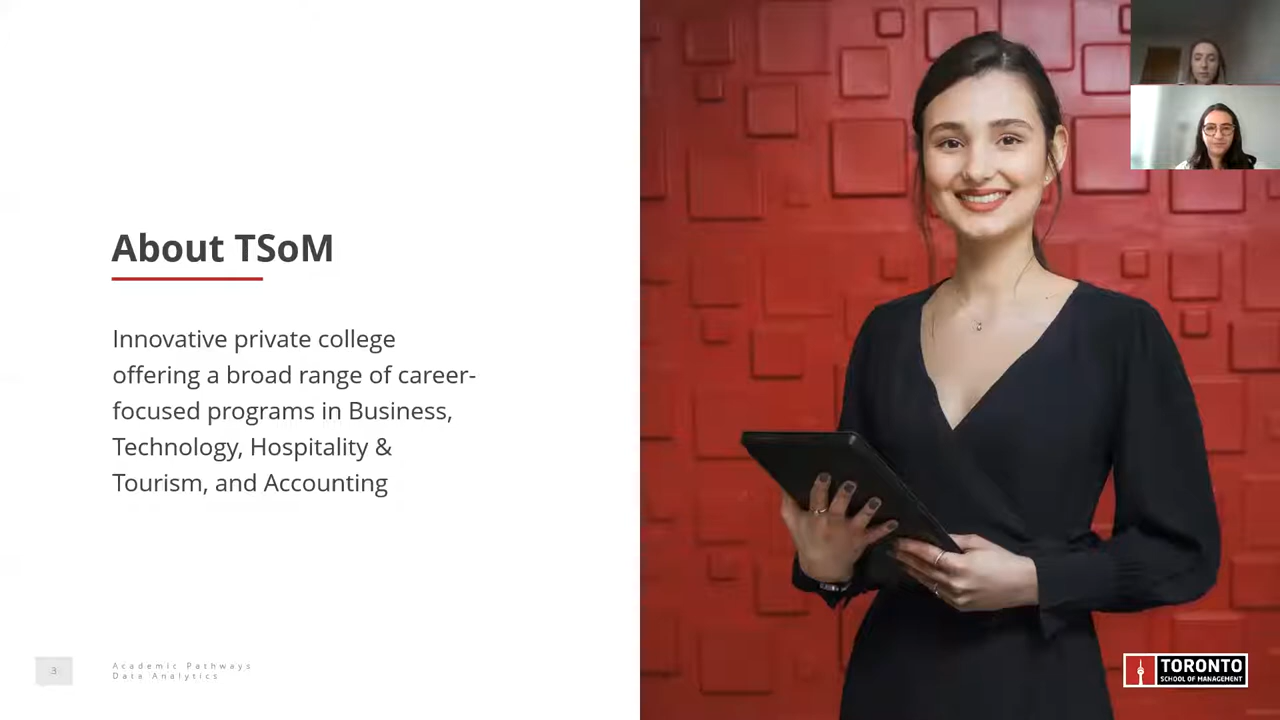 About TSoM
Innovative private college
offering a broad range of career-
focused programs in Business,
Technology, Hospitality &
Tourism, and Accounting
3
Academic Pathways
Data Analytics
TORONTO
SCHOOL OF MANAGEMENT